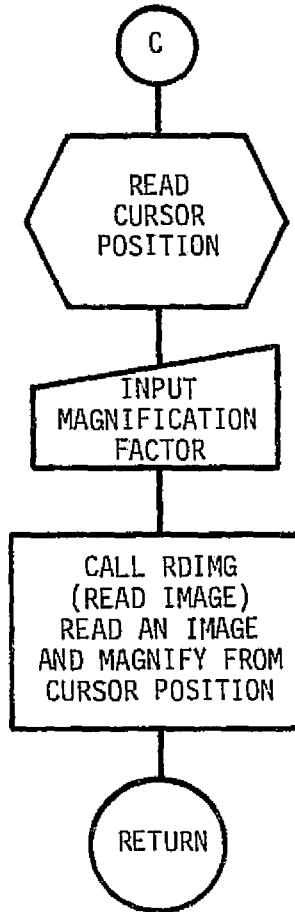 C
READ
CURSOR
POSITION
INPUT
MAGNIFICATION
FACTOR
CALL RDIMG
(READ IMAGE)
READ AN IMAGE
AND MAGNIFY FROM
CURSOR POSITION
RETURN